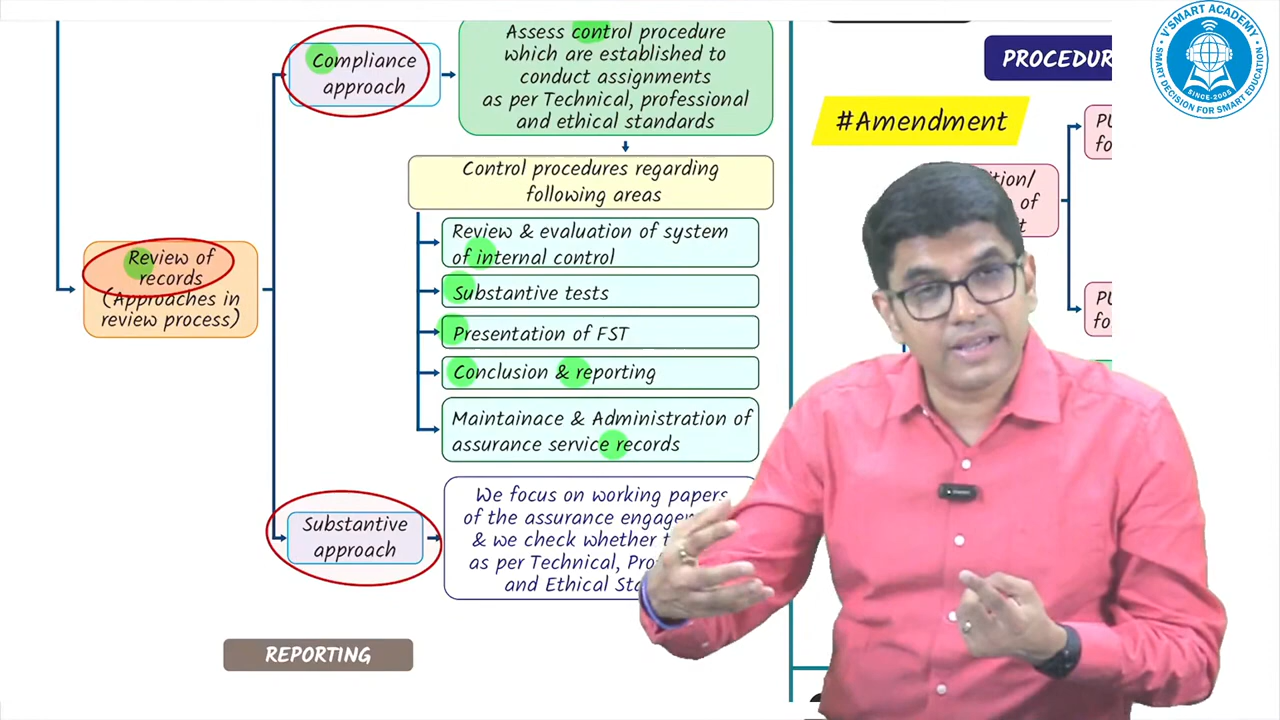 Compliance
approach
Assess control procedure
which are established to
conduct assignments
as per Technical, professional
and ethical standards
Control procedures regarding
following areas
Review & evaluation of system
of internal control
Substantive tests
Presentation of FST
Conclusion & reporting
Maintainace & Administration of
assurance service records
Review of
records
(Approaches in
review process)
Substantive
approach
We focus on working papers
of the assurance
& we check whether
as per Technical,
and Ethical
REPORTING
#Amendment
of
V'SMART ACADEMY
SMART DECISION FOR SMART EDUCATION
SINCE-2005